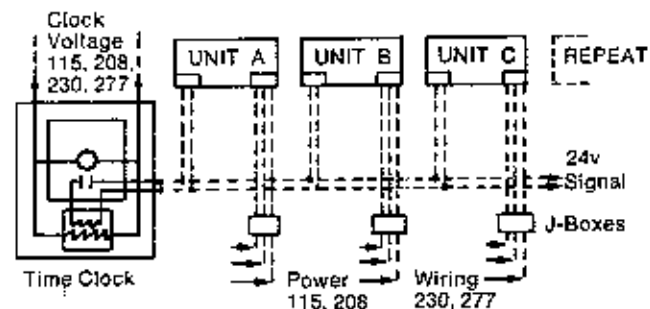 Clock
Voltage
115, 208,
230, 277
UNIT A
UNIT B
UNIT C
REPEAT
24v
Signal
J-Boxes
Time Clock
Power
115, 208
Wiring
230, 277